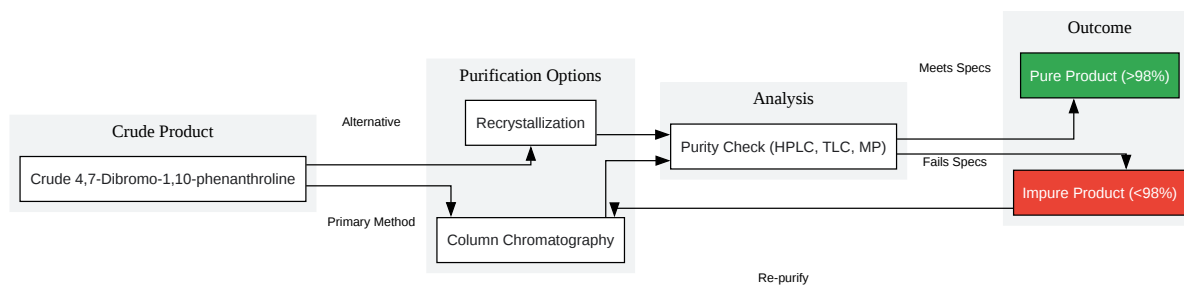 Crude Product
Crude 4,7-Dibromo-1,10-phenanthroline
Alternative
Primary Method
Purification Options
Recrystallization
Column Chromatography
Analysis
Purity Check (HPLC, TLC, MP)
Meets Specs
Fails Specs
Re-purify
Outcome
Pure Product (>98%)
Impure Product (<98%)